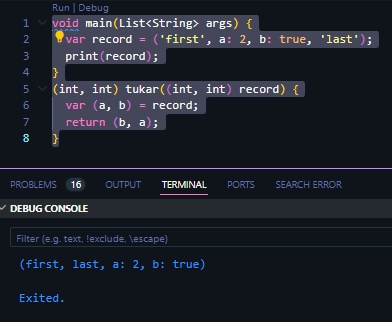 Run | Debug
1 void main(List<String> args) {
2 var record = ('first', a: 2, b: true, 'last');
3 print(record);
4 }
5 (int, int) tukar((int, int) record) {
6 var (a, b) = record;
7 return (b, a);
8 }
PROBLEMS 16 OUTPUT TERMINAL PORTS SEARCH ERROR
DEBUG CONSOLE
Filter (e.g. text, !exclude, \escape)
(first, last, a: 2, b: true)
Exited.